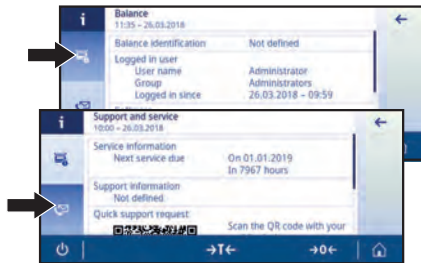 i
Balance
11:35 – 26.03.2018
Balance identification Not defined
Logged in user
User name Administrator
Group Administrators
Logged in since 26.03.2018 – 09:59
i
Support and service
10:00 – 26.03.2018
Service information
Next service due On 01.01.2019
In 7967 hours
Support information
Not defined
Quick support request
Scan the QR code with your
→T← →0←